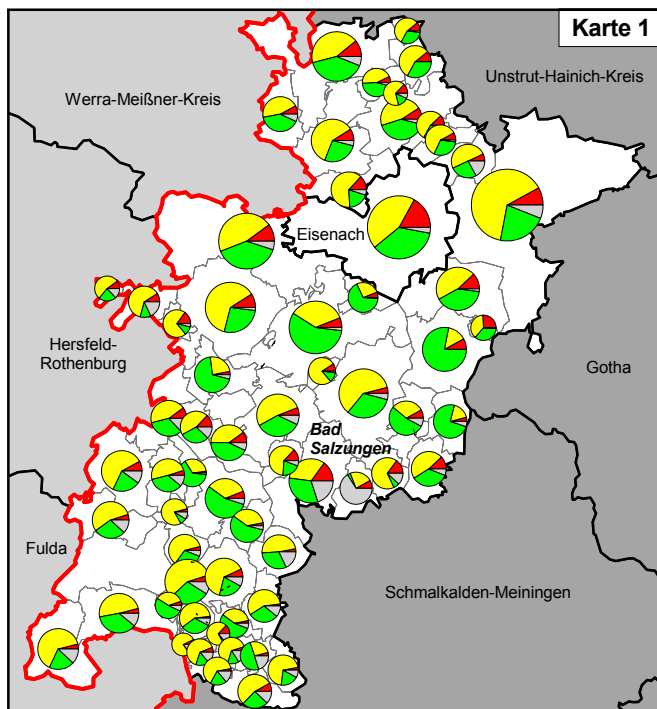 Karte 1
Unstrut-Hainich-Kreis
Werra-Meißner-Kreis
Eisenach
Hersfeld-
Rothenburg
Gotha
Bad
Salzungen
Fulda
Schmalkalden-Meiningen